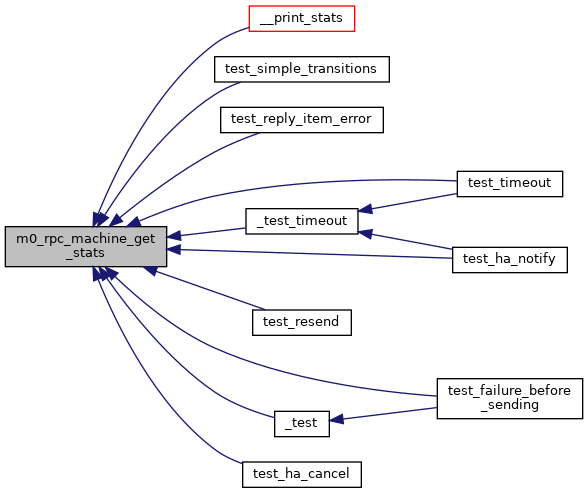 __print_stats
test_simple_transitions
test_reply_item_error
test_timeout
_test_timeout
m0_rpc_machine_get
_stats
test_ha_notify
test_resend
test_failure_before
_sending
_test
test_ha_cancel